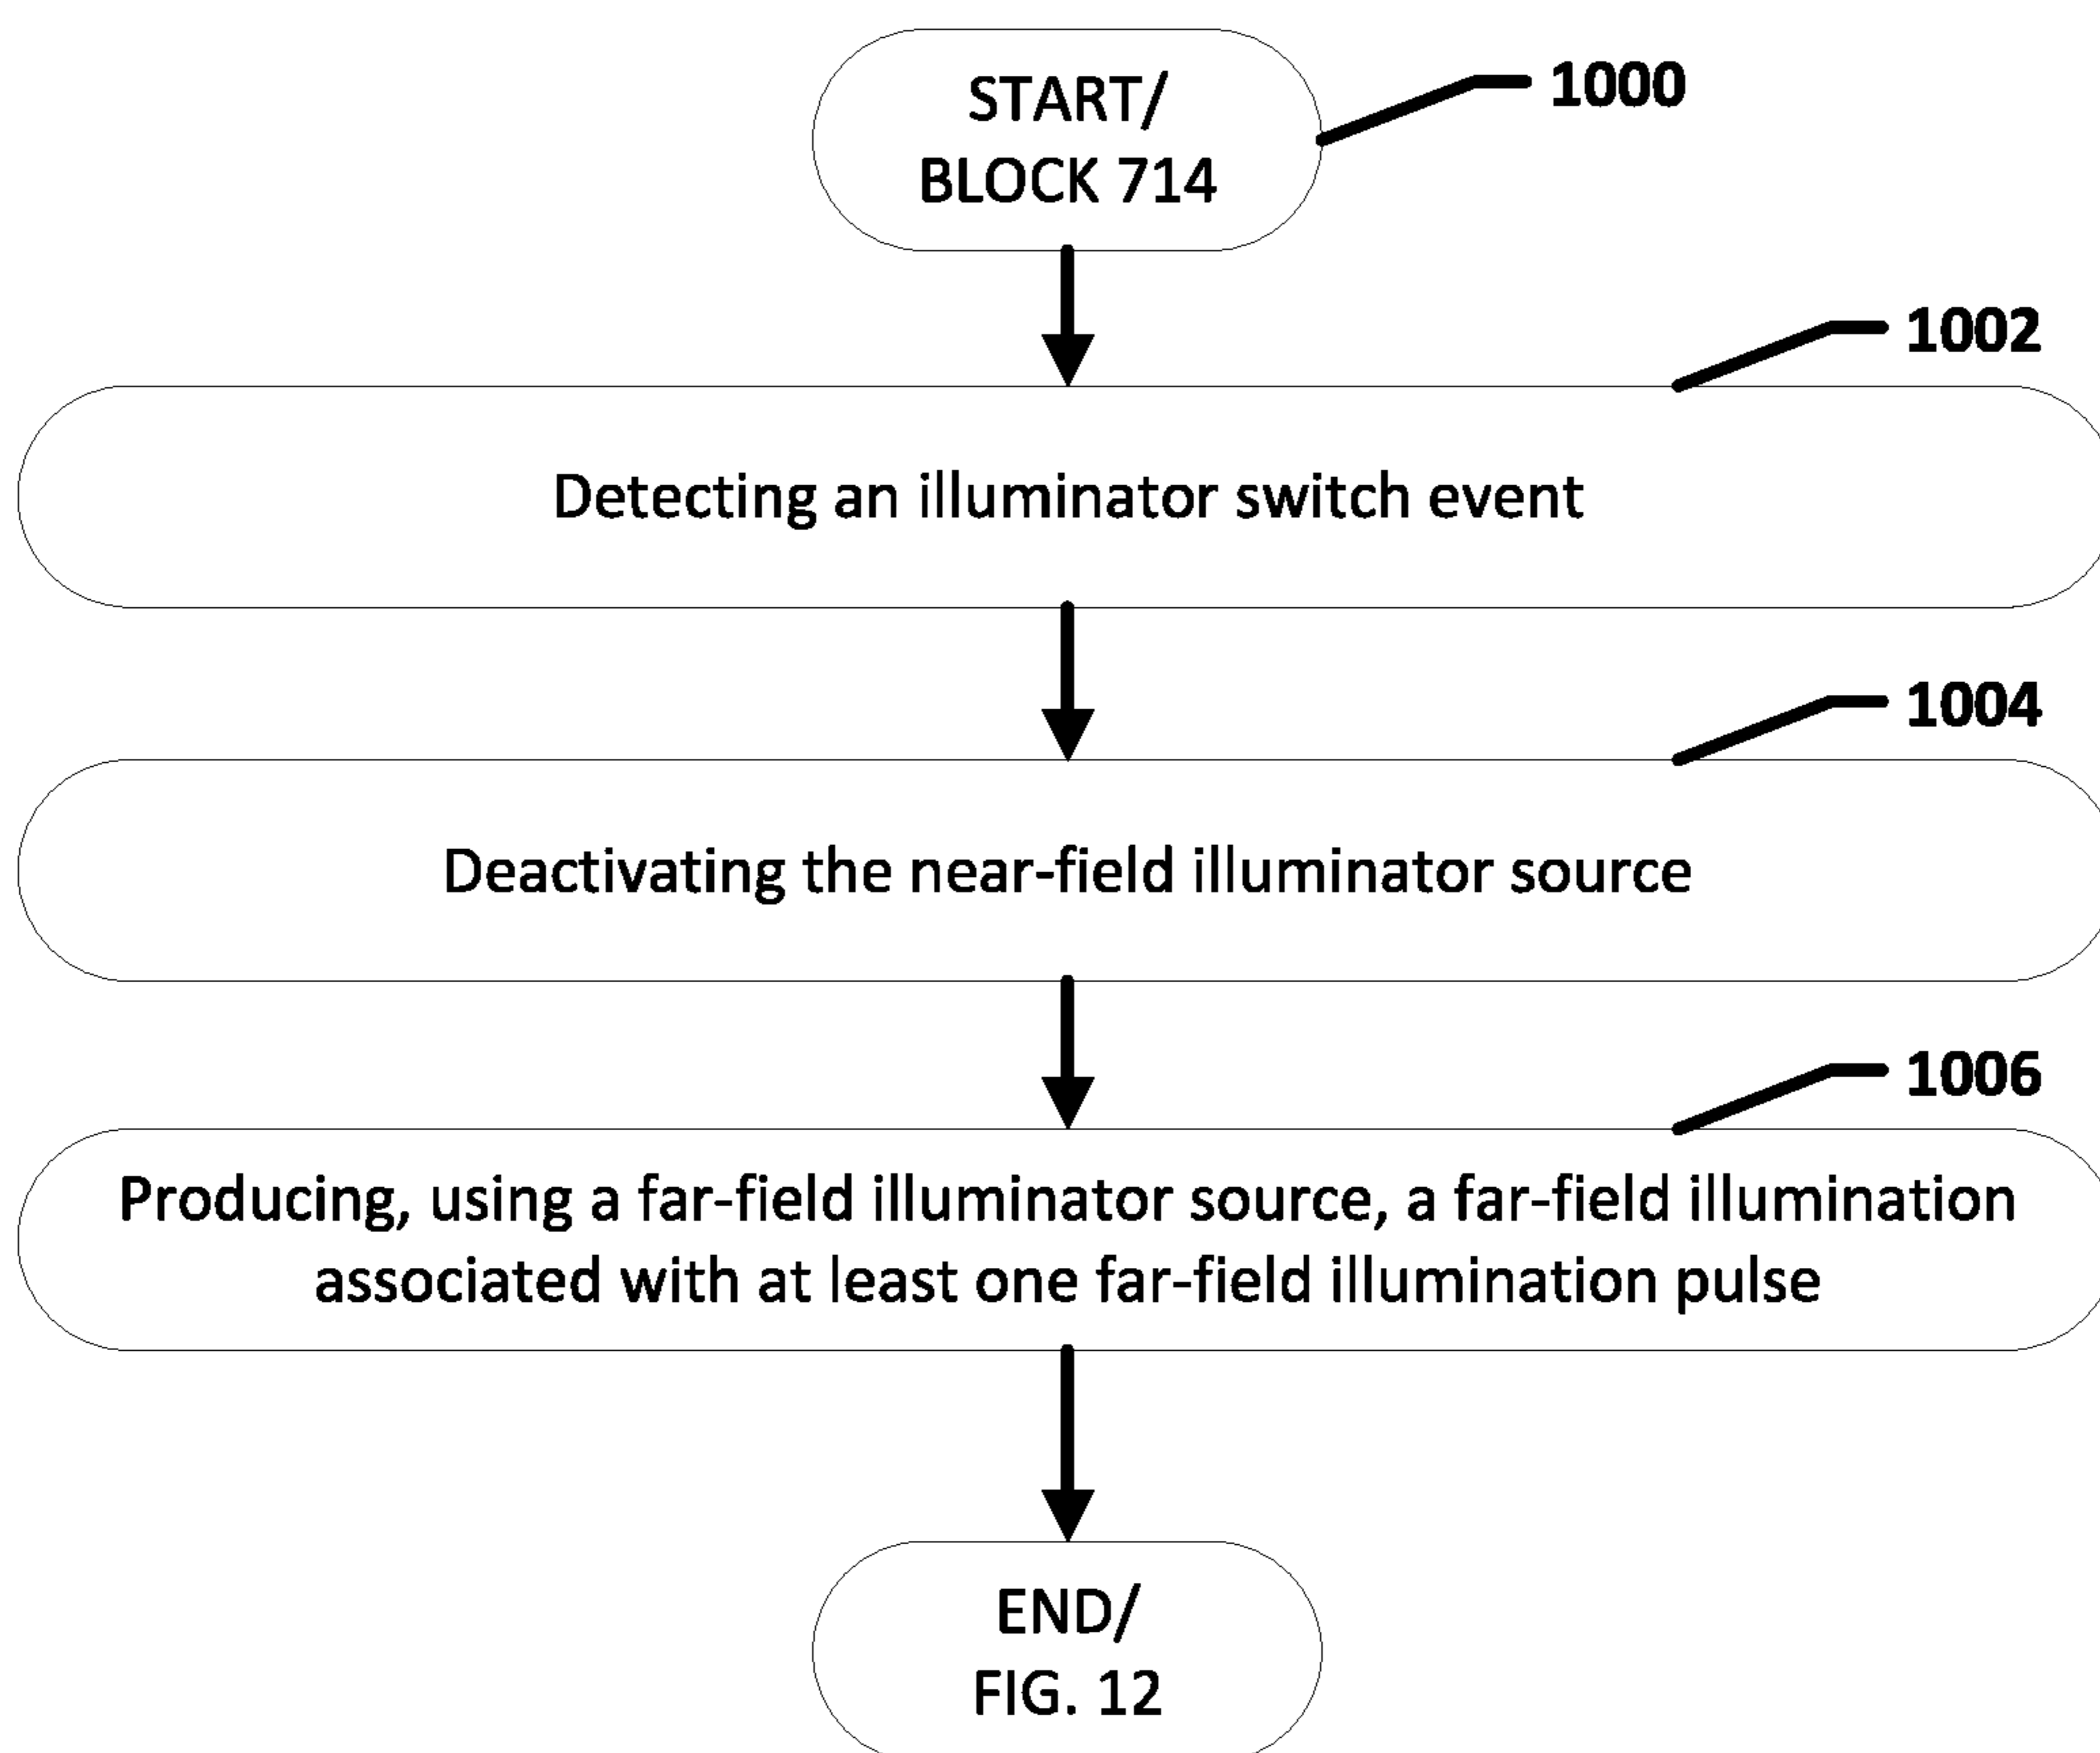 START/
BLOCK 714
1000
1002
Detecting an illuminator switch event
1004
Deactivating the near-field illuminator source
1006
Producing, using a far-field illuminator source, a far-field illumination
associated with at least one far-field illumination pulse
END/
FIG. 12